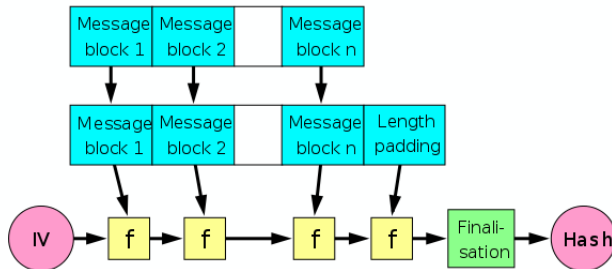 Message
block 1
Message
block 2
Message
block n
Message
block 1
Message
block 2
Message
block n
Length
padding
IV
f
f
f
f
Finali-
sation
Hash